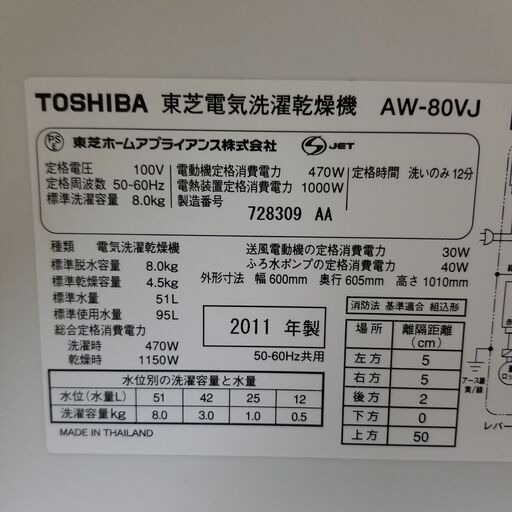 TOSHIBA 東芝電気洗濯乾燥機 AW-80VJ
PS E 東芝ホームアプライアンス株式会社 S JET
定格電圧 100V
定格周波数 50-60Hz
標準洗濯容量 8.0kg
電動機定格消費電力 470W
電熱装置定格消費電力 1000W
製造番号 728309 AA
定格時間 洗いのみ 12分
種類 電気洗濯乾燥機
標準脱水容量 8.0kg
標準乾燥容量 4.5kg
標準水量 51L
標準使用水量 95L
総合定格消費電力
洗濯時 470W
乾燥時 1150W
送風電動機の定格消費電力 30W
ふろ水ポンプの定格消費電力 40W
外形寸法 幅 600mm 奥行 605mm 高さ 1010mm
2011 年製
50-60Hz共用
水位別の洗濯容量と水量
水位(水量L) 51 42 25 12
洗濯容量kg 8.0 3.0 1.0 0.5
MADE IN THAILAND
消防法 基準適合 組込形
場所 離隔距離(cm)
左方 5
右方 5
後方 2
下方 0
上方 50
アース線
黄/緑
レバー